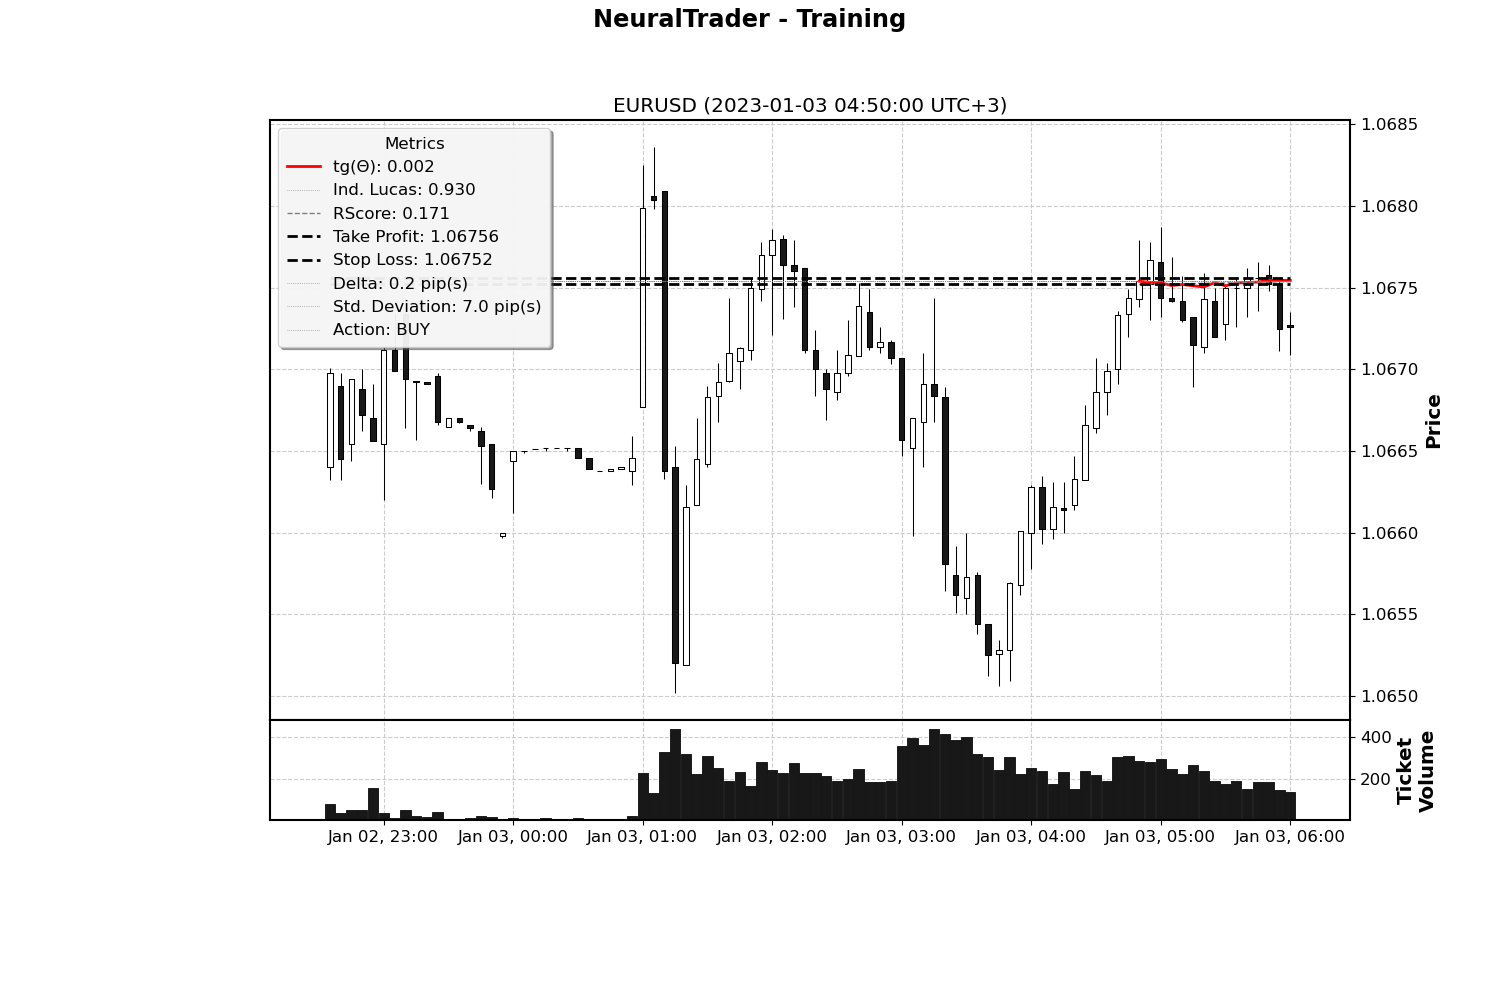 NeuralTrader - Training
EURUSD (2023-01-03 04:50:00 UTC+3)
Metrics
tg(Θ): 0.002
Ind. Lucas: 0.930
RScore: 0.171
Take Profit: 1.06756
Stop Loss: 1.06752
Delta: 0.2 pip(s)
Std. Deviation: 7.0 pip(s)
Action: BUY
1.0685
1.0680
1.0675
1.0670
1.0665
1.0660
1.0655
1.0650
Price
400
200
Ticket
Volume
Jan 02, 23:00
Jan 03, 00:00
Jan 03, 01:00
Jan 03, 02:00
Jan 03, 03:00
Jan 03, 04:00
Jan 03, 05:00
Jan 03, 06:00